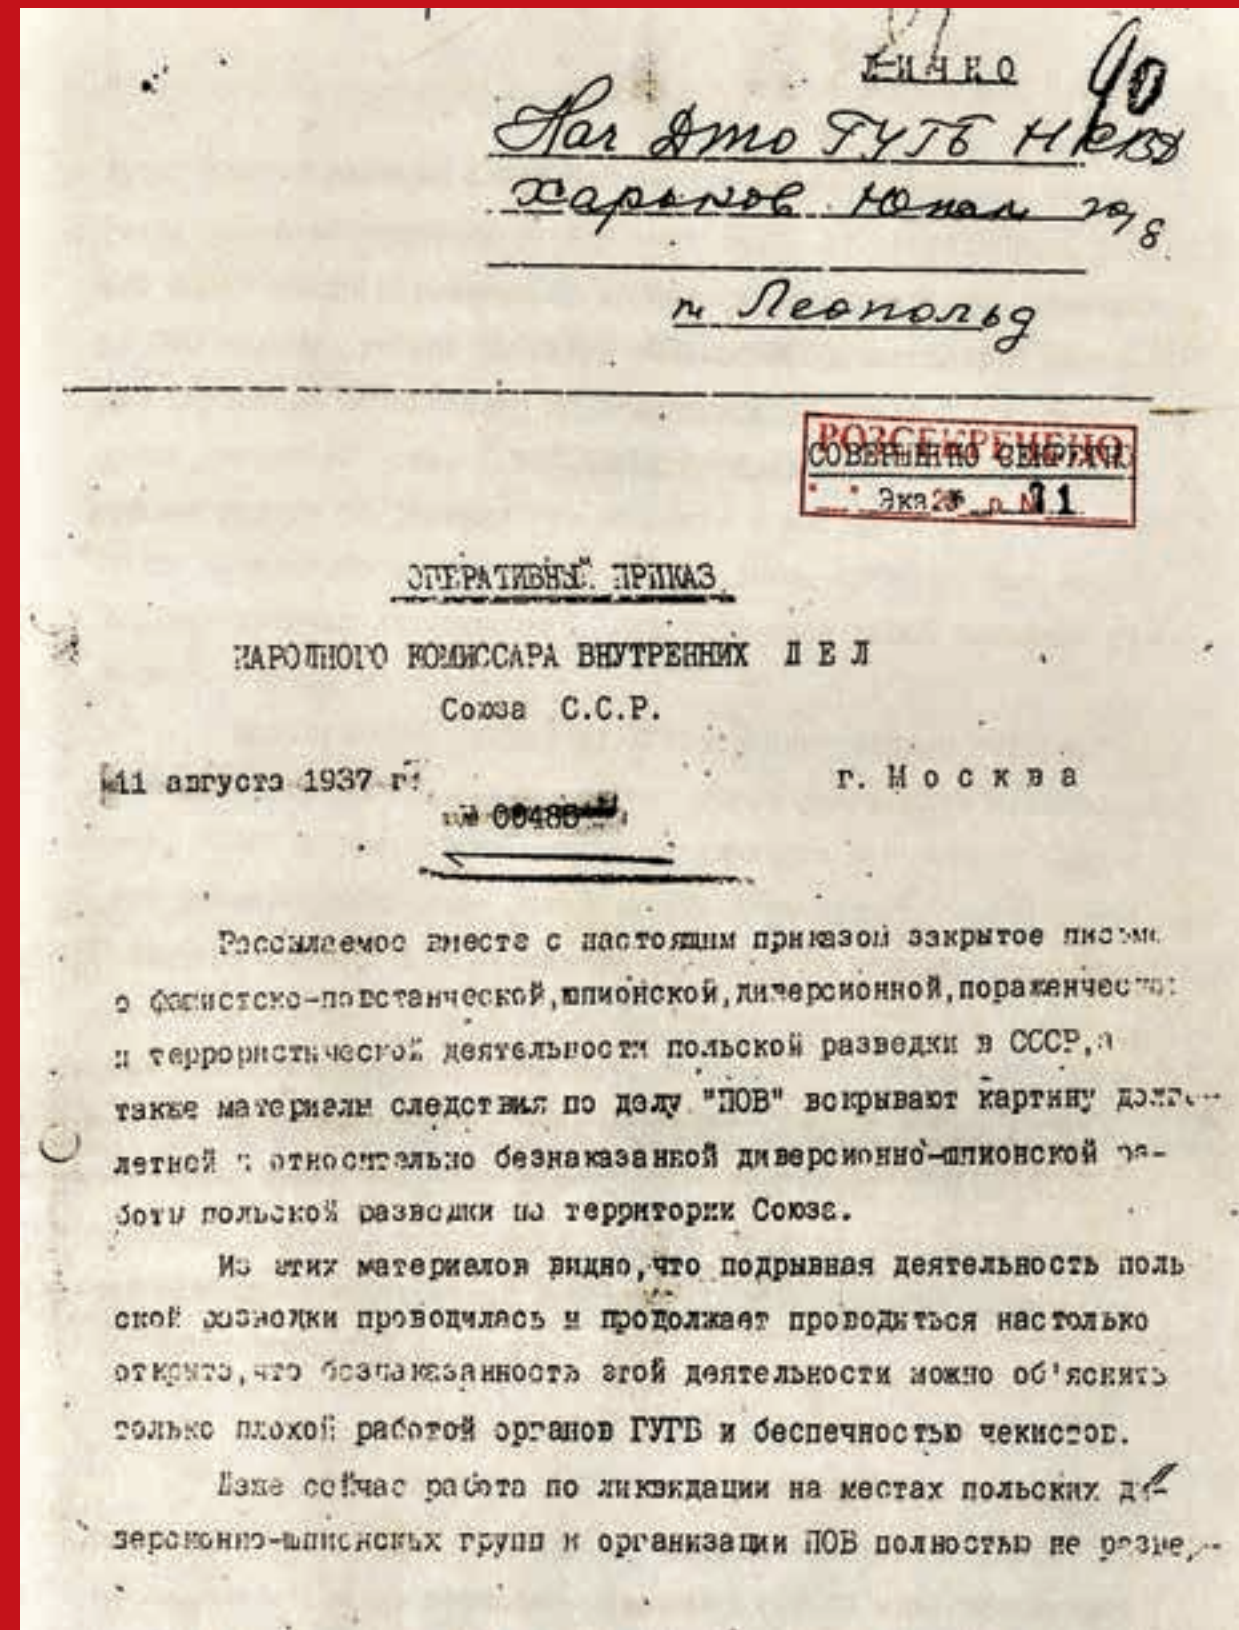 ЛИЧНО
90
Нач ДТО ГУГБ НКВД
Харьков Южн
т. Леопольд
РОЗСЕКРЕЧЕНО
СОВЕРШЕННО СЕКРЕТНО
Экз. 1
ОПЕРАТИВНЫЙ ПРИКАЗ
НАРОДНОГО КОМИССАРА ВНУТРЕННИХ Д Е Л
Союза С.С.Р.
11 августа 1937 г. г. М о с к в а
№ 00485
Рассылаемое вместе с настоящим приказом закрытое письмо
о фашистско-повстанческой,шпионской,диверсионной,пораженческой
и террористической деятельности польской разведки в СССР,а
также материалы следствия по делу "ПОВ" вскрывают картину долго-
летней и относительно безнаказанной диверсионно-шпионской ра-
боты польской разведки на территории Союза.
Из этих материалов видно,что подрывная деятельность поль
ской разведки проводилась и продолжает проводиться настолько
открыто,что безнаказанность этой деятельности можно об'яснить
только плохой работой органов ГУГБ и беспечностью чекистов.
Даже сейчас работа по ликвидации на местах польских ди-
версионно-шпионских групп и организации ПОВ полностью не